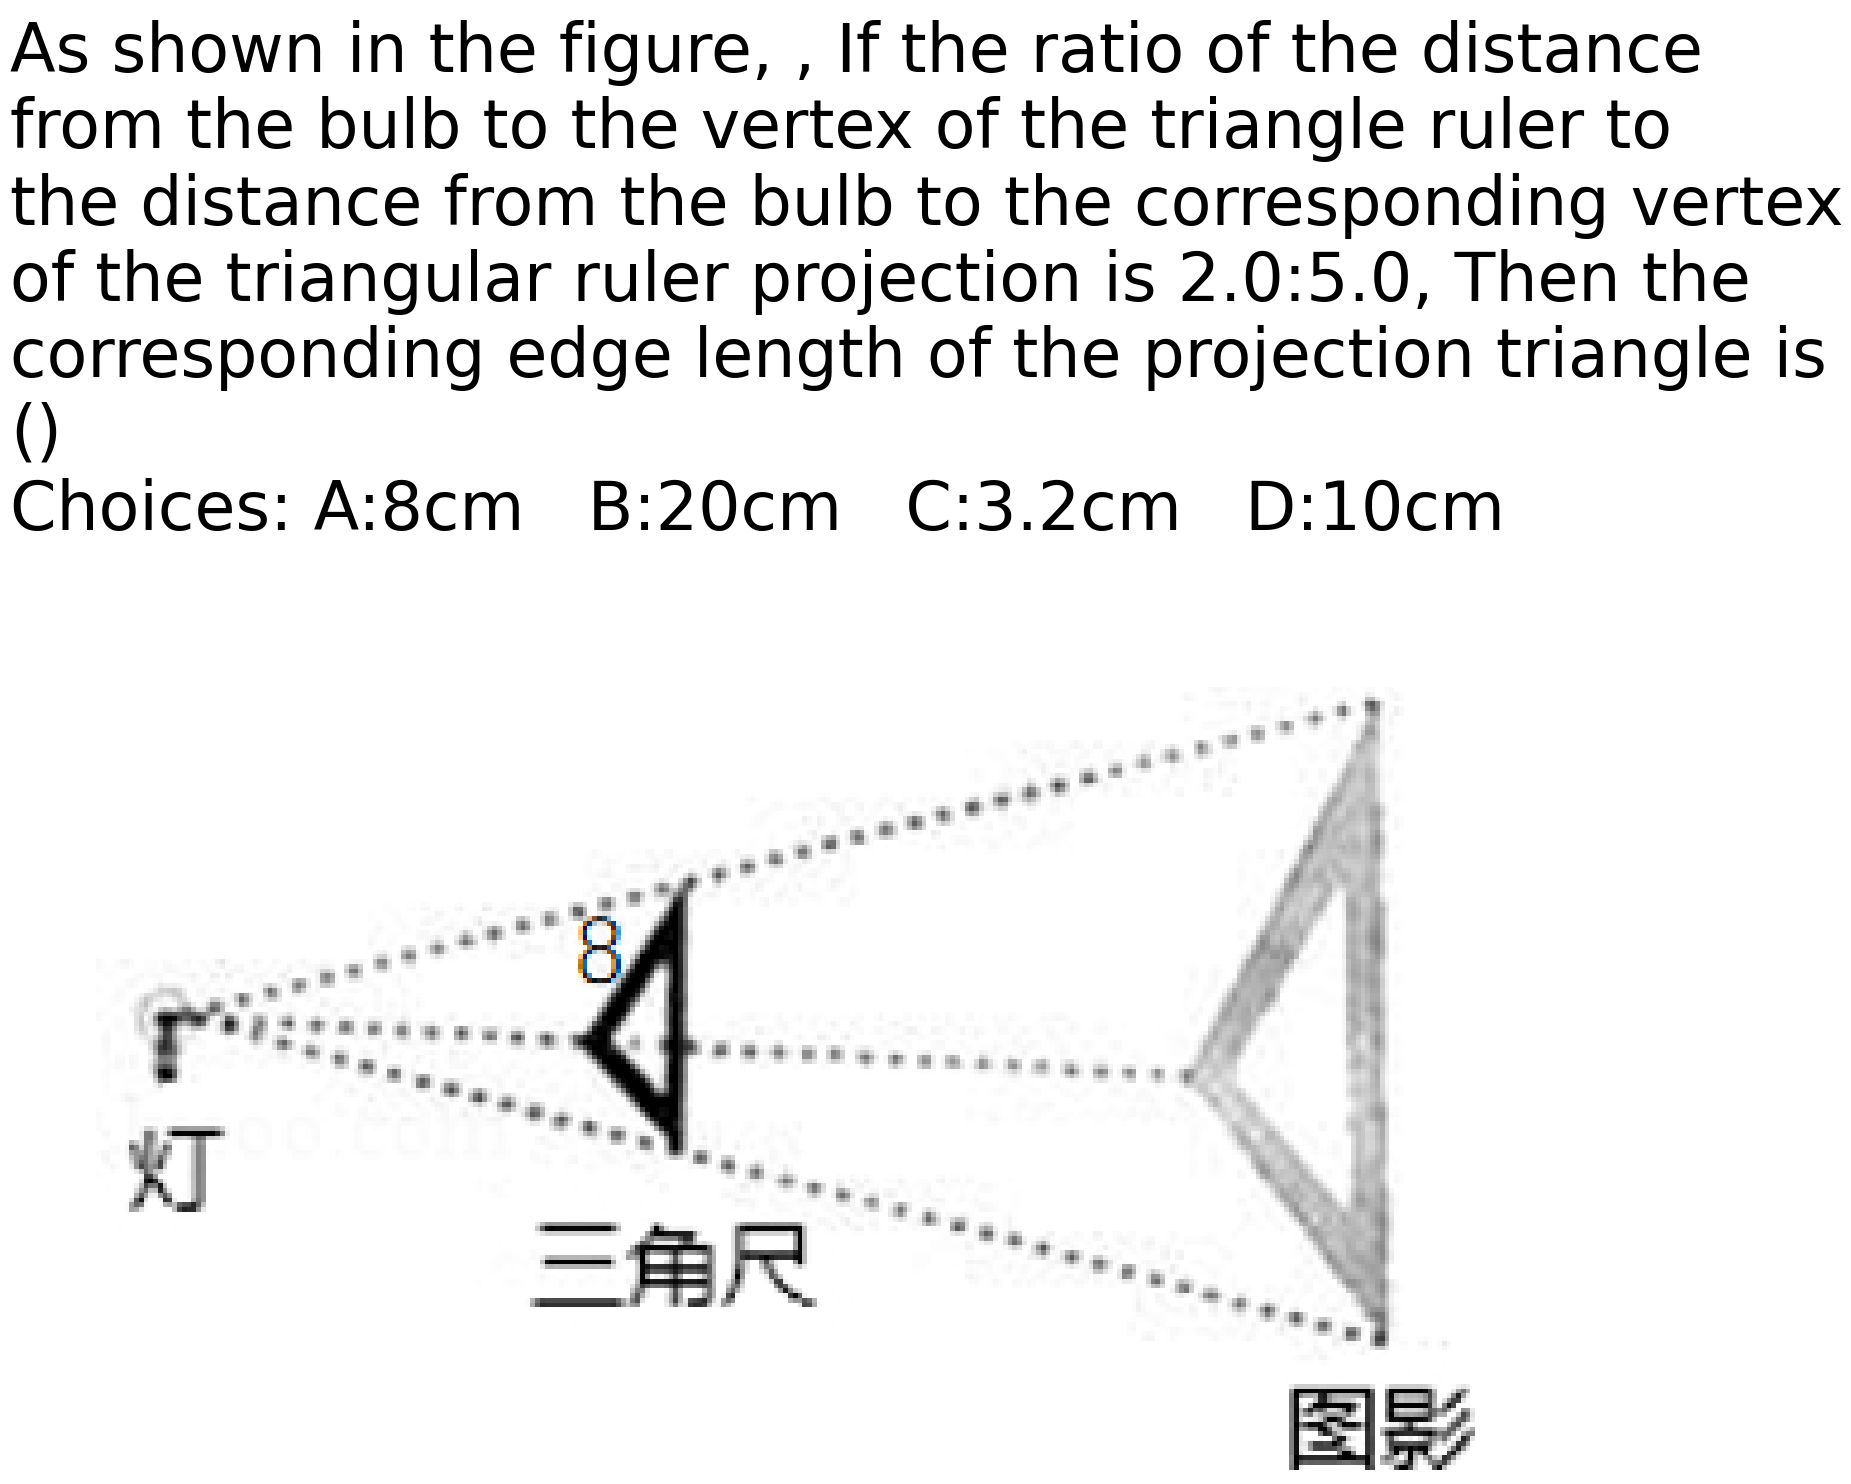 As shown in the figure, , If the ratio of the distance
from the bulb to the vertex of the triangle ruler to
the distance from the bulb to the corresponding vertex
of the triangular ruler projection is 2.0:5.0, Then the
corresponding edge length of the projection triangle is
()
Choices: A:8cm   B:20cm   C:3.2cm   D:10cm
8
灯
三角尺
图影